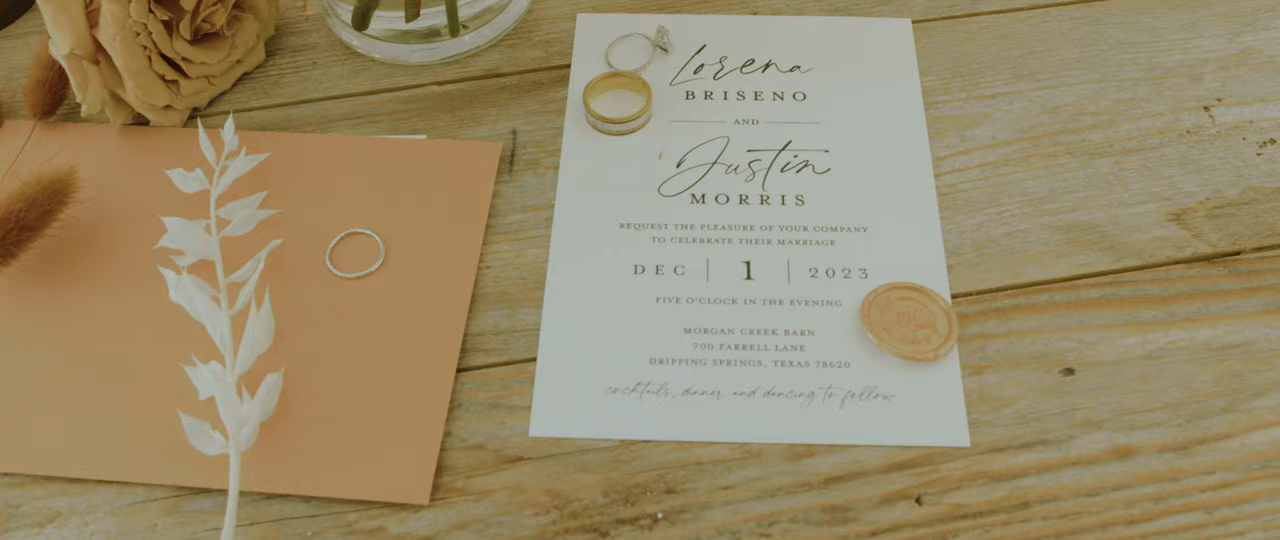 Lorena
BRISENO
AND
Justin
MORRIS
REQUEST THE PLEASURE OF YOUR COMPANY
TO CELEBRATE THEIR MARRIAGE
DEC | 1 | 2023
FIVE O'CLOCK IN THE EVENING
MORGAN CREEK BARN
700 FARRELL LANE
DRIPPING SPRINGS, TEXAS 78620
cocktails, dinner and dancing to follow